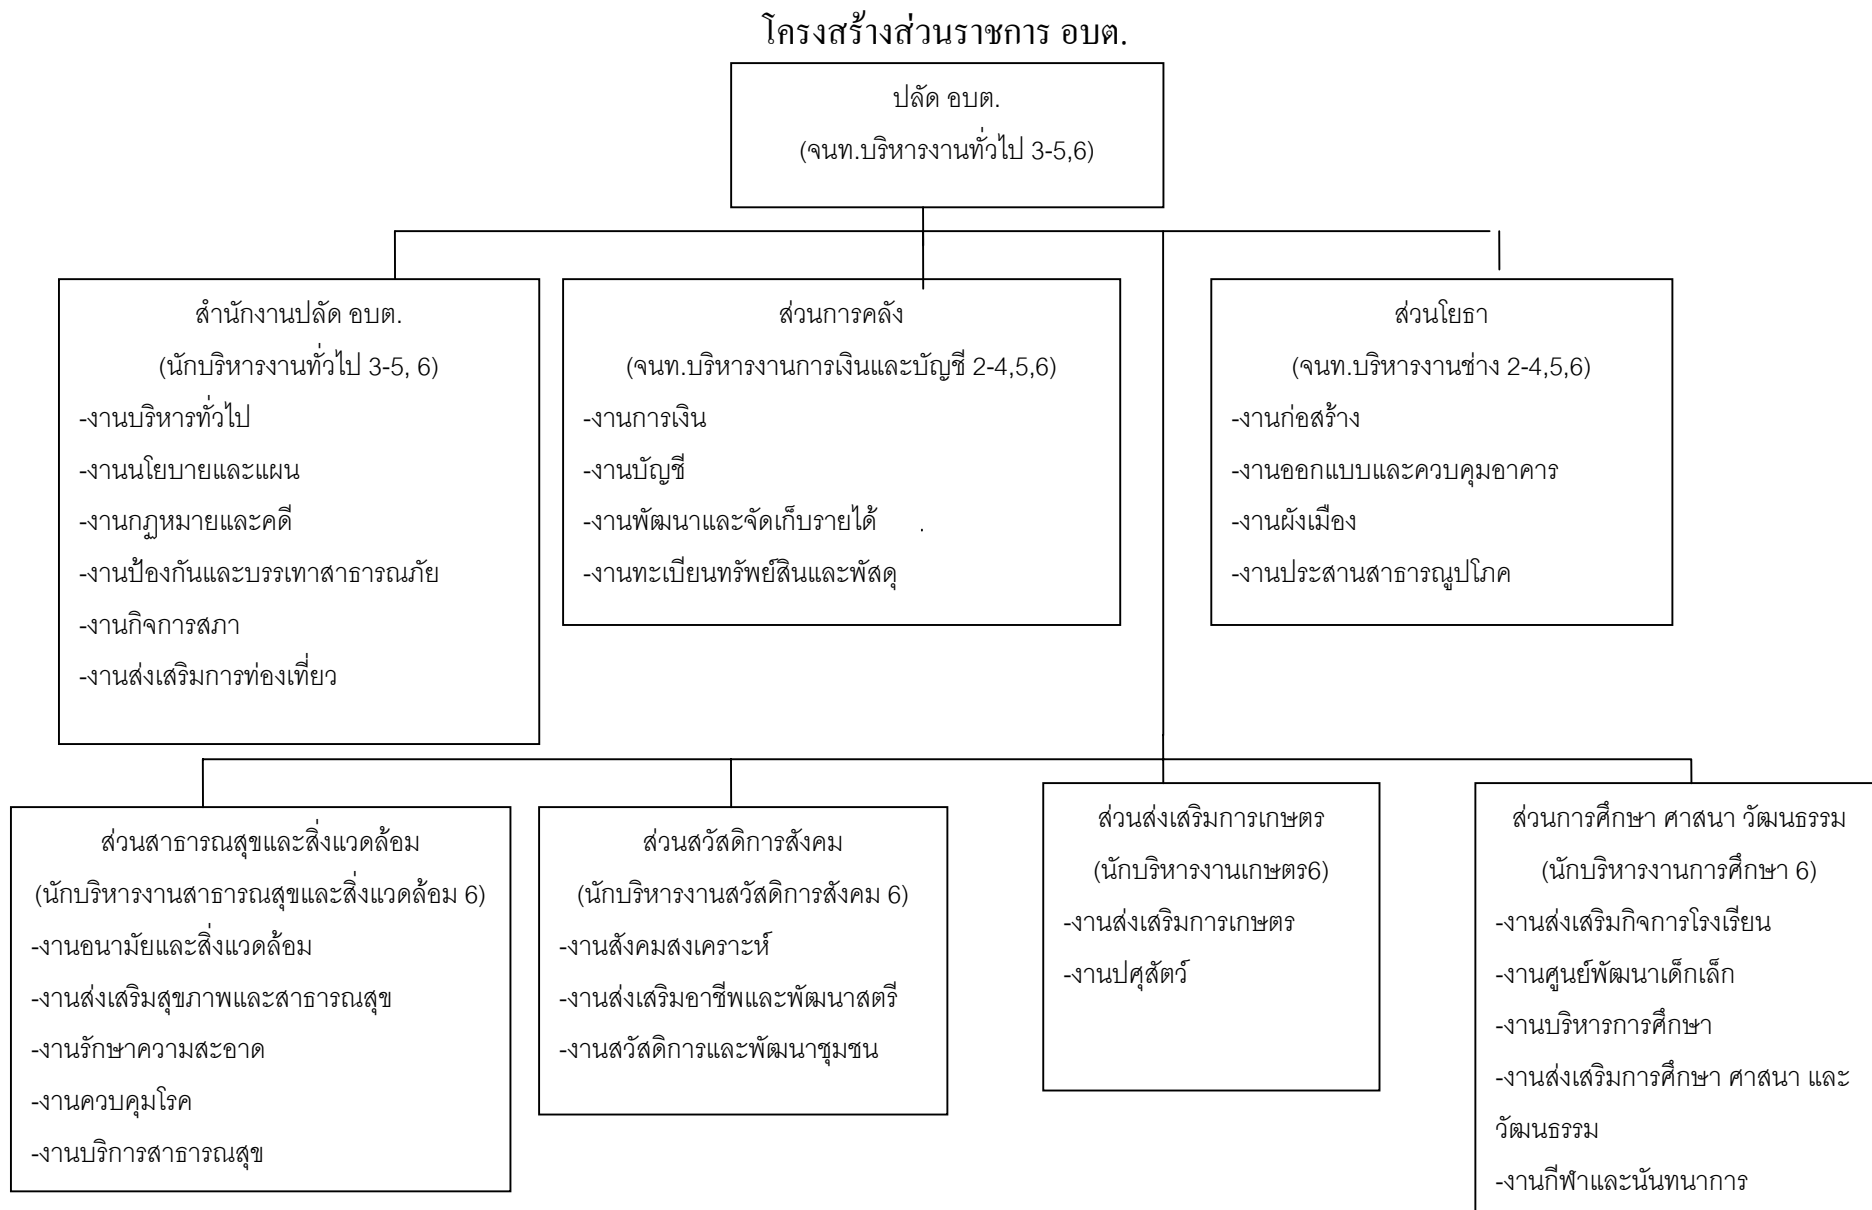 โครงสร้างส่วนราชการ อบต.
ปลัด อบต.
(จนท.บริหารงานทั่วไป 3-5,6)
สำนักงานปลัด อบต.
(นักบริหารงานทั่วไป 3-5, 6)
-งานบริหารทั่วไป
-งานนโยบายและแผน
-งานกฎหมายและคดี
-งานป้องกันและบรรเทาสาธารณภัย
-งานกิจการสภา
-งานส่งเสริมการท่องเที่ยว
ส่วนการคลัง
(จนท.บริหารงานการเงินและบัญชี 2-4,5,6)
-งานการเงิน
-งานบัญชี
-งานพัฒนาและจัดเก็บรายได้ .
-งานทะเบียนทรัพย์สินและพัสดุ
ส่วนโยธา
(จนท.บริหารงานช่าง 2-4,5,6)
-งานก่อสร้าง
-งานออกแบบและควบคุมอาคาร
-งานผังเมือง
-งานประสานสาธารณูปโภค
ส่วนสาธารณสุขและสิ่งแวดล้อม
(นักบริหารงานสาธารณสุขและสิ่งแวดล้อม 6)
-งานอนามัยและสิ่งแวดล้อม
-งานส่งเสริมสุขภาพและสาธารณสุข
-งานรักษาความสะอาด
-งานควบคุมโรค
-งานบริการสาธารณสุข
ส่วนสวัสดิการสังคม
(นักบริหารงานสวัสดิการสังคม 6)
-งานสังคมสงเคราะห์
-งานส่งเสริมอาชีพและพัฒนาสตรี
-งานสวัสดิการและพัฒนาชุมชน
ส่วนส่งเสริมการเกษตร
(นักบริหารงานเกษตร6)
-งานส่งเสริมการเกษตร
-งานปศุสัตว์
ส่วนการศึกษา ศาสนา วัฒนธรรม
(นักบริหารงานการศึกษา 6)
-งานส่งเสริมกิจการโรงเรียน
-งานศูนย์พัฒนาเด็กเล็ก
-งานบริหารการศึกษา
-งานส่งเสริมการศึกษา ศาสนา และ
วัฒนธรรม
-งานกีฬาและนันทนาการ